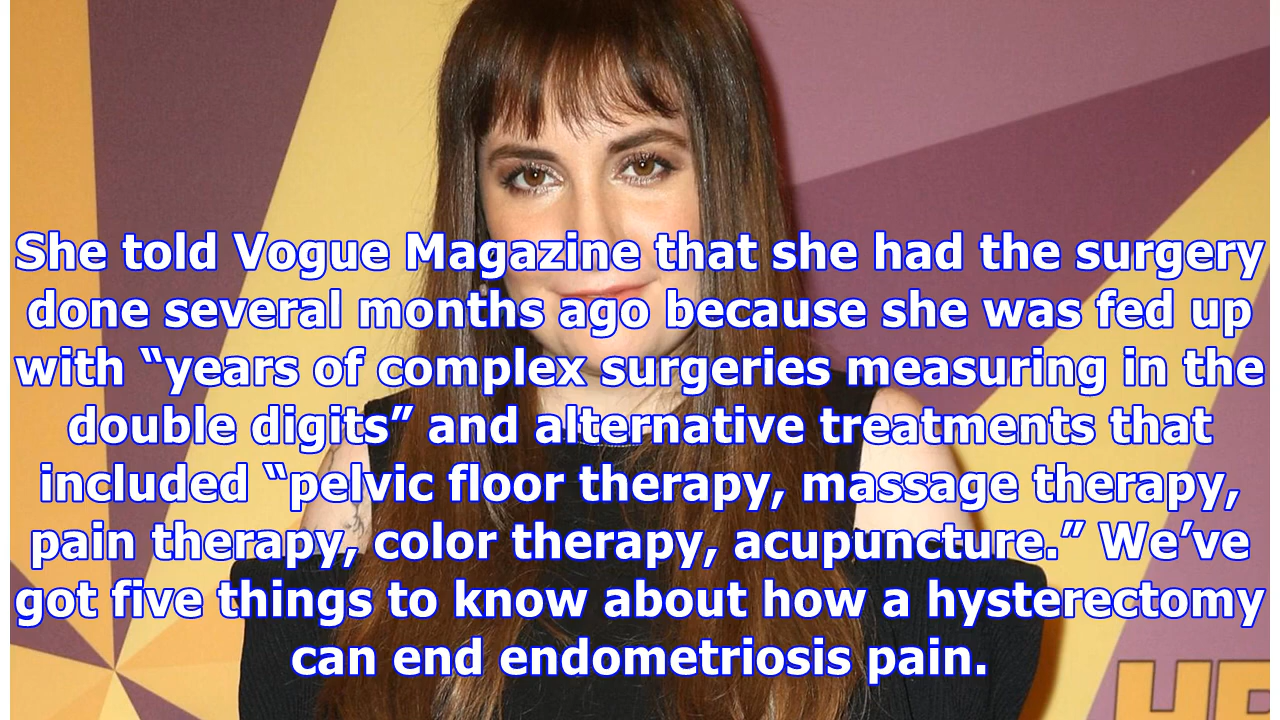 She told Vogue Magazine that she had the surgery
done several months ago because she was fed up
with “years of complex surgeries measuring in the
double digits” and alternative treatments that
included “pelvic floor therapy, massage therapy,
pain therapy, color therapy, acupuncture.” We’ve
got five things to know about how a hysterectomy
can end endometriosis pain.